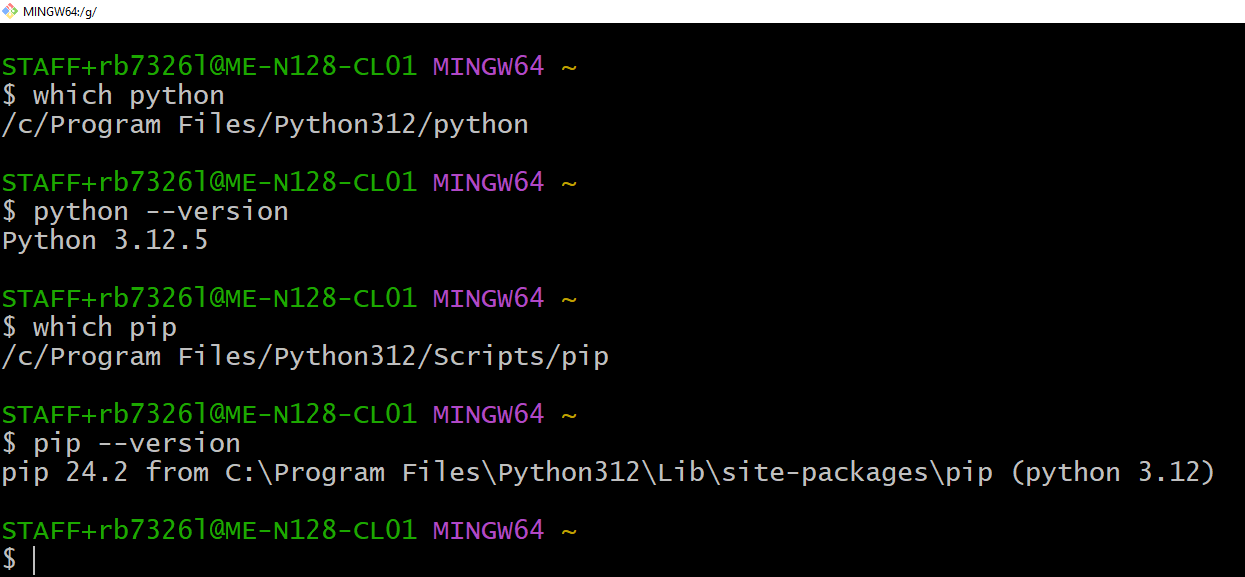 MINGW64:/g/
STAFF+rb7326l@ME-N128-CL01 MINGW64 ~
$ which python
/c/Program Files/Python312/python
STAFF+rb7326l@ME-N128-CL01 MINGW64 ~
$ python --version
Python 3.12.5
STAFF+rb7326l@ME-N128-CL01 MINGW64 ~
$ which pip
/c/Program Files/Python312/Scripts/pip
STAFF+rb7326l@ME-N128-CL01 MINGW64 ~
$ pip --version
pip 24.2 from C:\Program Files\Python312\Lib\site-packages\pip (python 3.12)
STAFF+rb7326l@ME-N128-CL01 MINGW64 ~
$